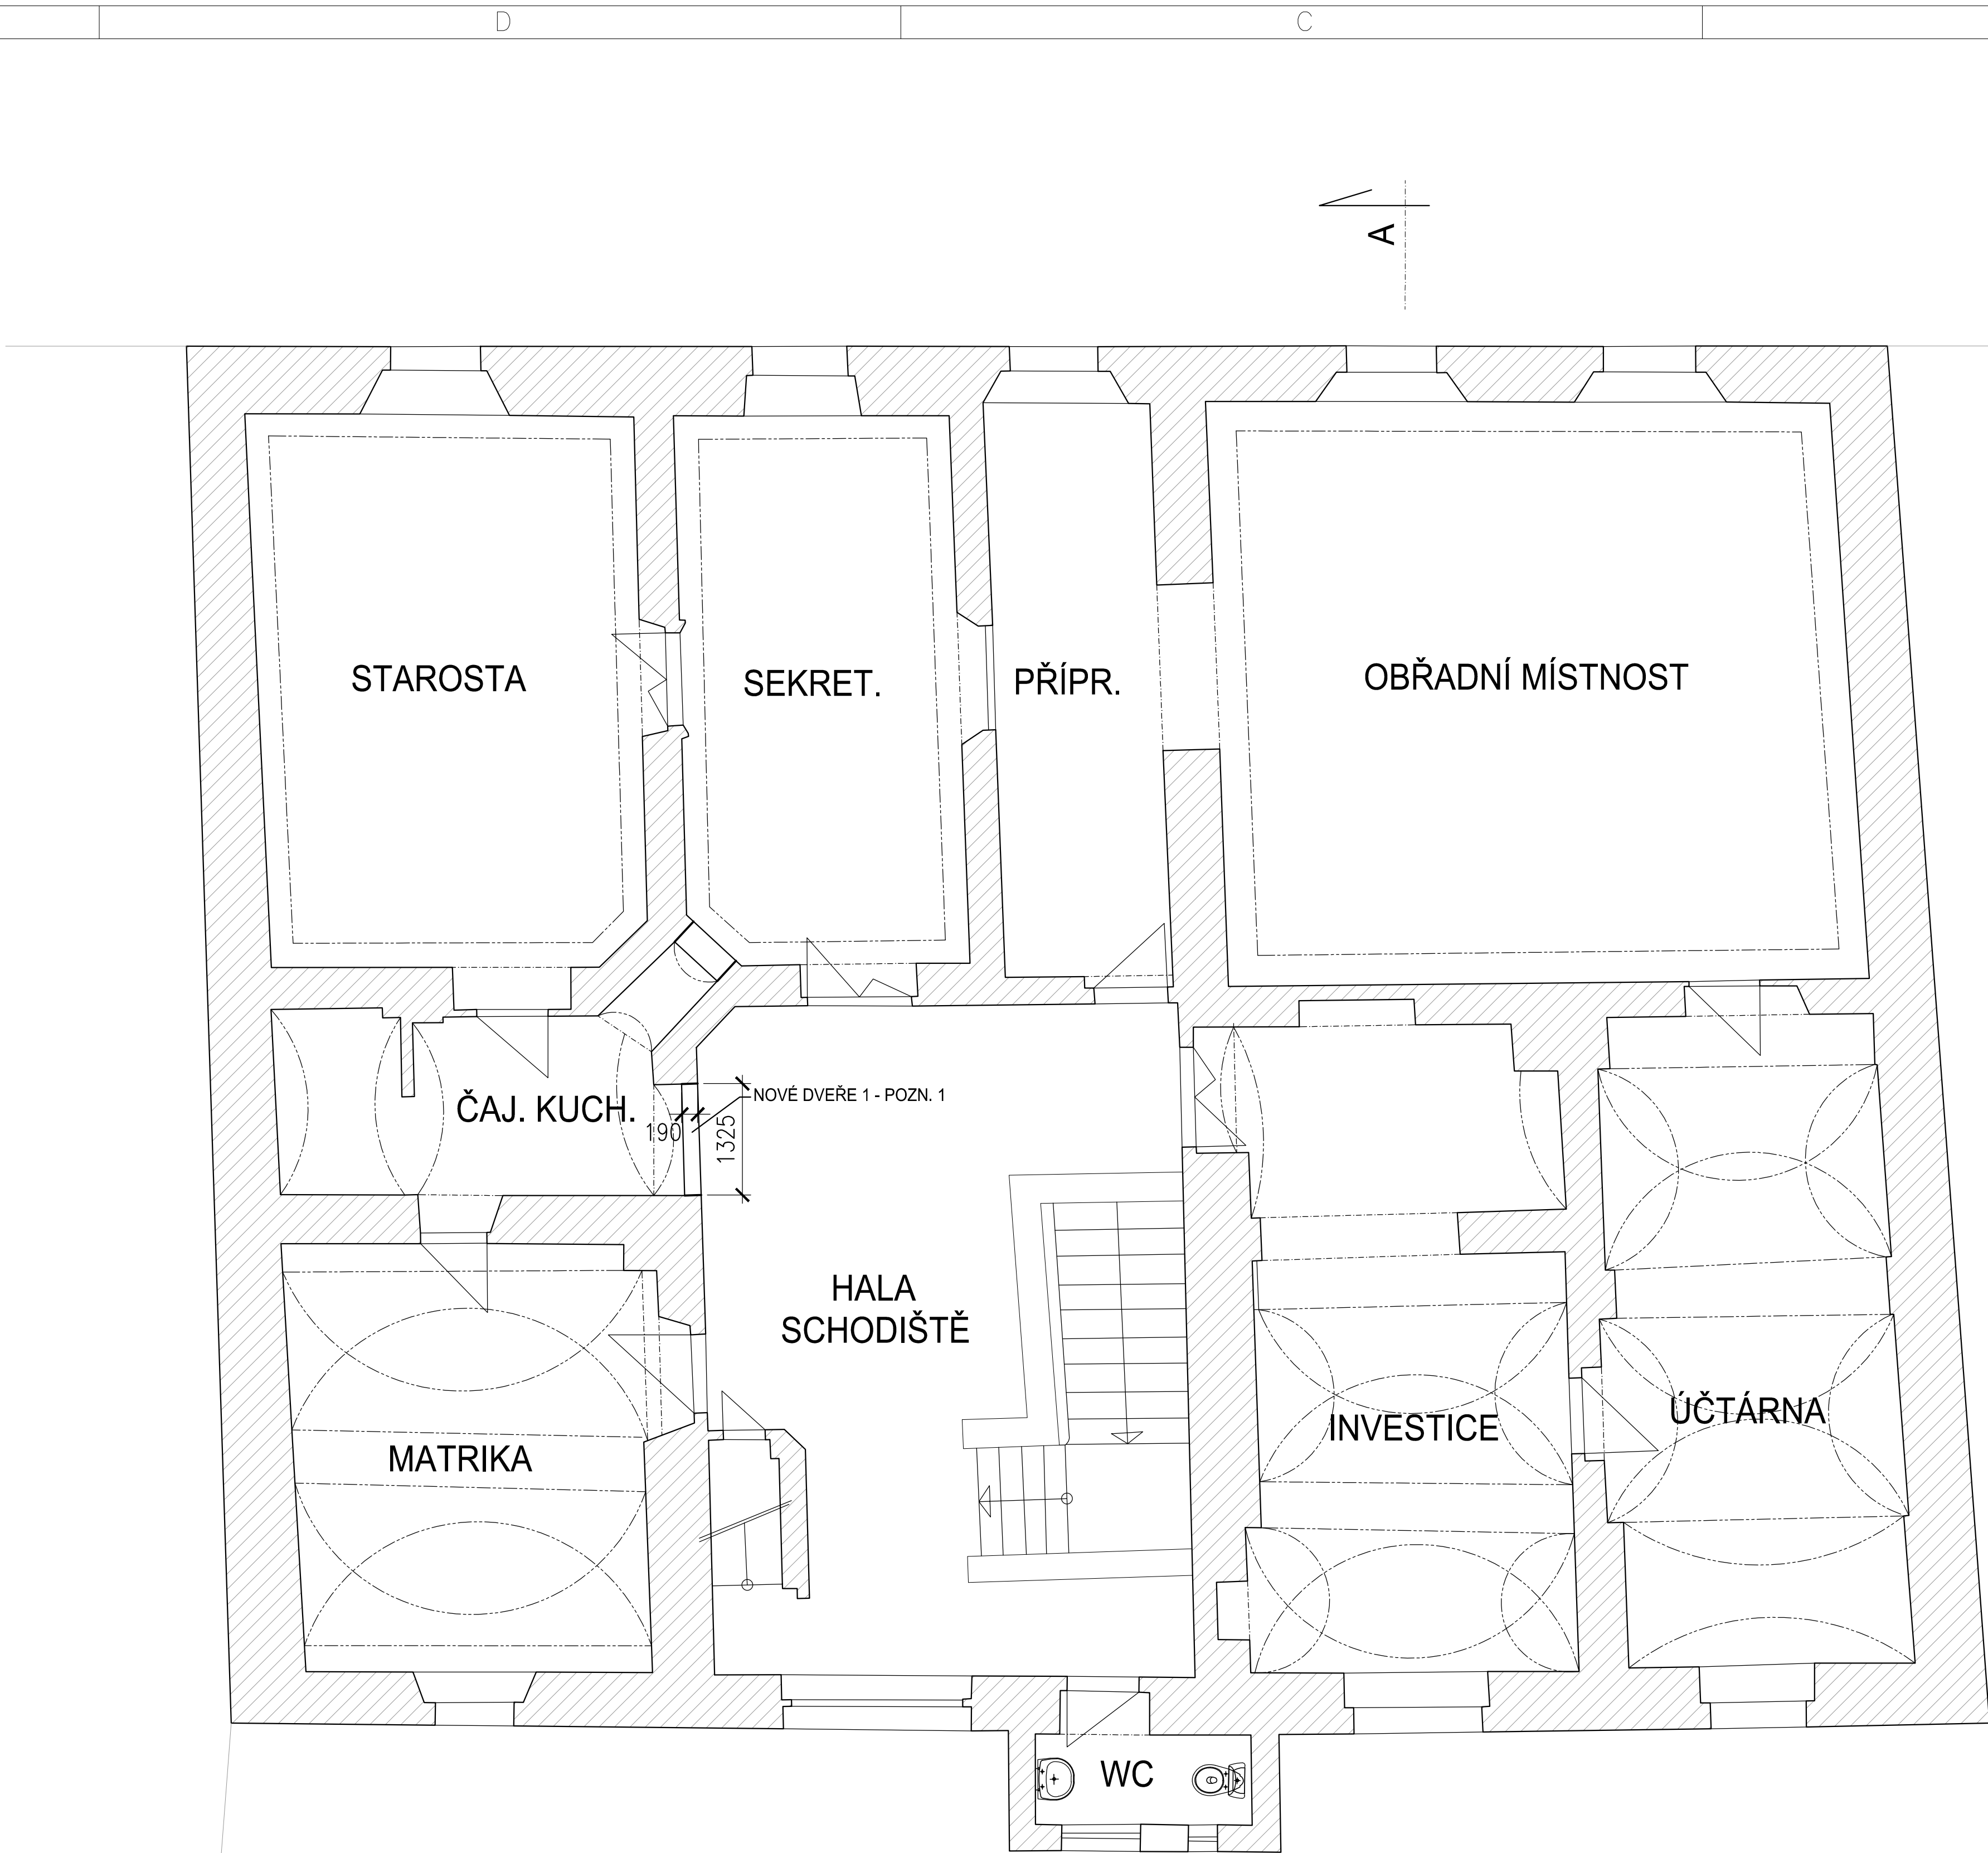 D
C
A
STAROSTA
SEKRET.
PŘÍPR.
OBŘADNÍ MÍSTNOST
ČAJ. KUCH.
NOVÉ DVEŘE 1 - POZN. 1
190
1325
HALA
SCHODIŠTĚ
MATRIKA
INVESTICE
ÚČTÁRNA
WC